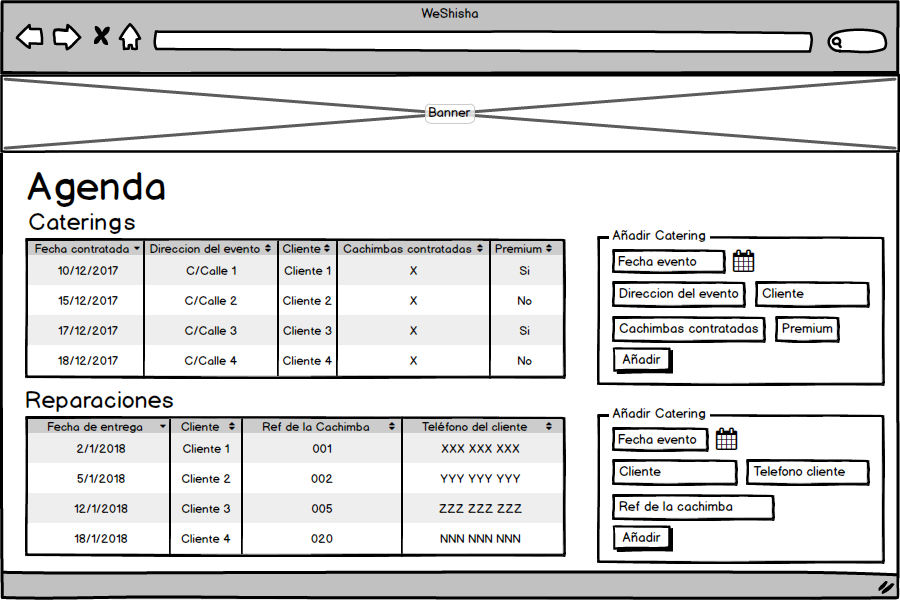 WeShisha
Banner
Agenda
Caterings
Fecha contratada Direccion del evento Cliente Cachimbas contratadas Premium
10/12/2017 C/Calle 1 Cliente 1 X Si
15/12/2017 C/Calle 2 Cliente 2 X No
17/12/2017 C/Calle 3 Cliente 3 X Si
18/12/2017 C/Calle 4 Cliente 4 X No
Añadir Catering
Fecha evento
Direccion del evento Cliente
Cachimbas contratadas Premium
Añadir
Reparaciones
Fecha de entrega Cliente Ref de la Cachimba Teléfono del cliente
2/1/2018 Cliente 1 001 XXX XXX XXX
5/1/2018 Cliente 2 002 YYY YYY YYY
12/1/2018 Cliente 3 005 ZZZ ZZZ ZZZ
18/1/2018 Cliente 4 020 NNN NNN NNN
Añadir Catering
Fecha evento
Cliente Telefono cliente
Ref de la cachimba
Añadir